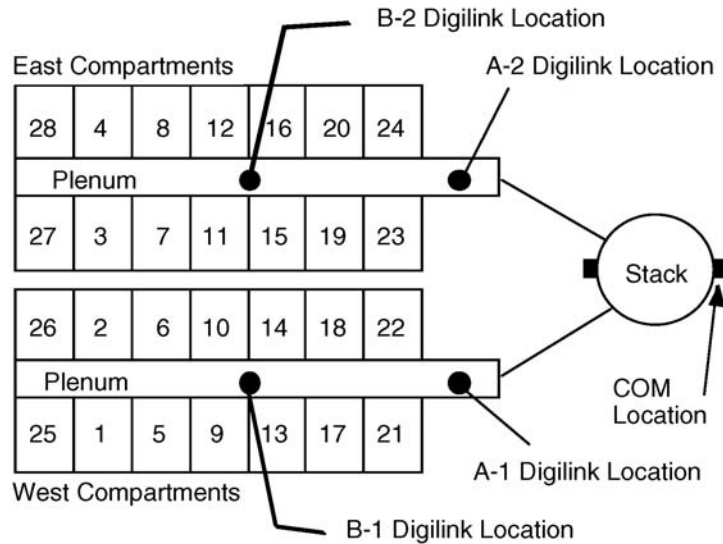 B-2 Digilink Location
East Compartments
A-2 Digilink Location
28 4 8 12 16 20 24
Plenum
27 3 7 11 15 19 23
Stack
26 2 6 10 14 18 22
Plenum
COM
Location
25 1 5 9 13 17 21
A-1 Digilink Location
West Compartments
B-1 Digilink Location